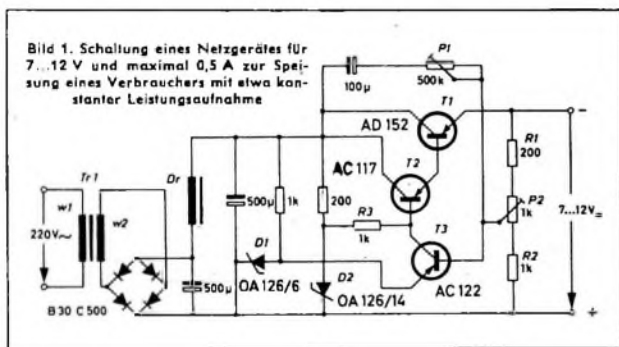 Bild 1. Schaltung eines Netzgerätes für
7...12 V und maximal 0,5 A zur Spei-
sung eines Verbrauchers mit etwa kon-
stanter Leistungsaufnahme
P1
500k
100µ
T1
AD 152
AC 117
T2
R1
200
Tr1
w1
w2
220V~
Dr
500µ
1k
200
R3
1k
T3
P2
1k
7...12V=
D1
OA 126/6
D2
OA 126/14
AC 122
R2
1k
500µ
B30 C 500
-
+